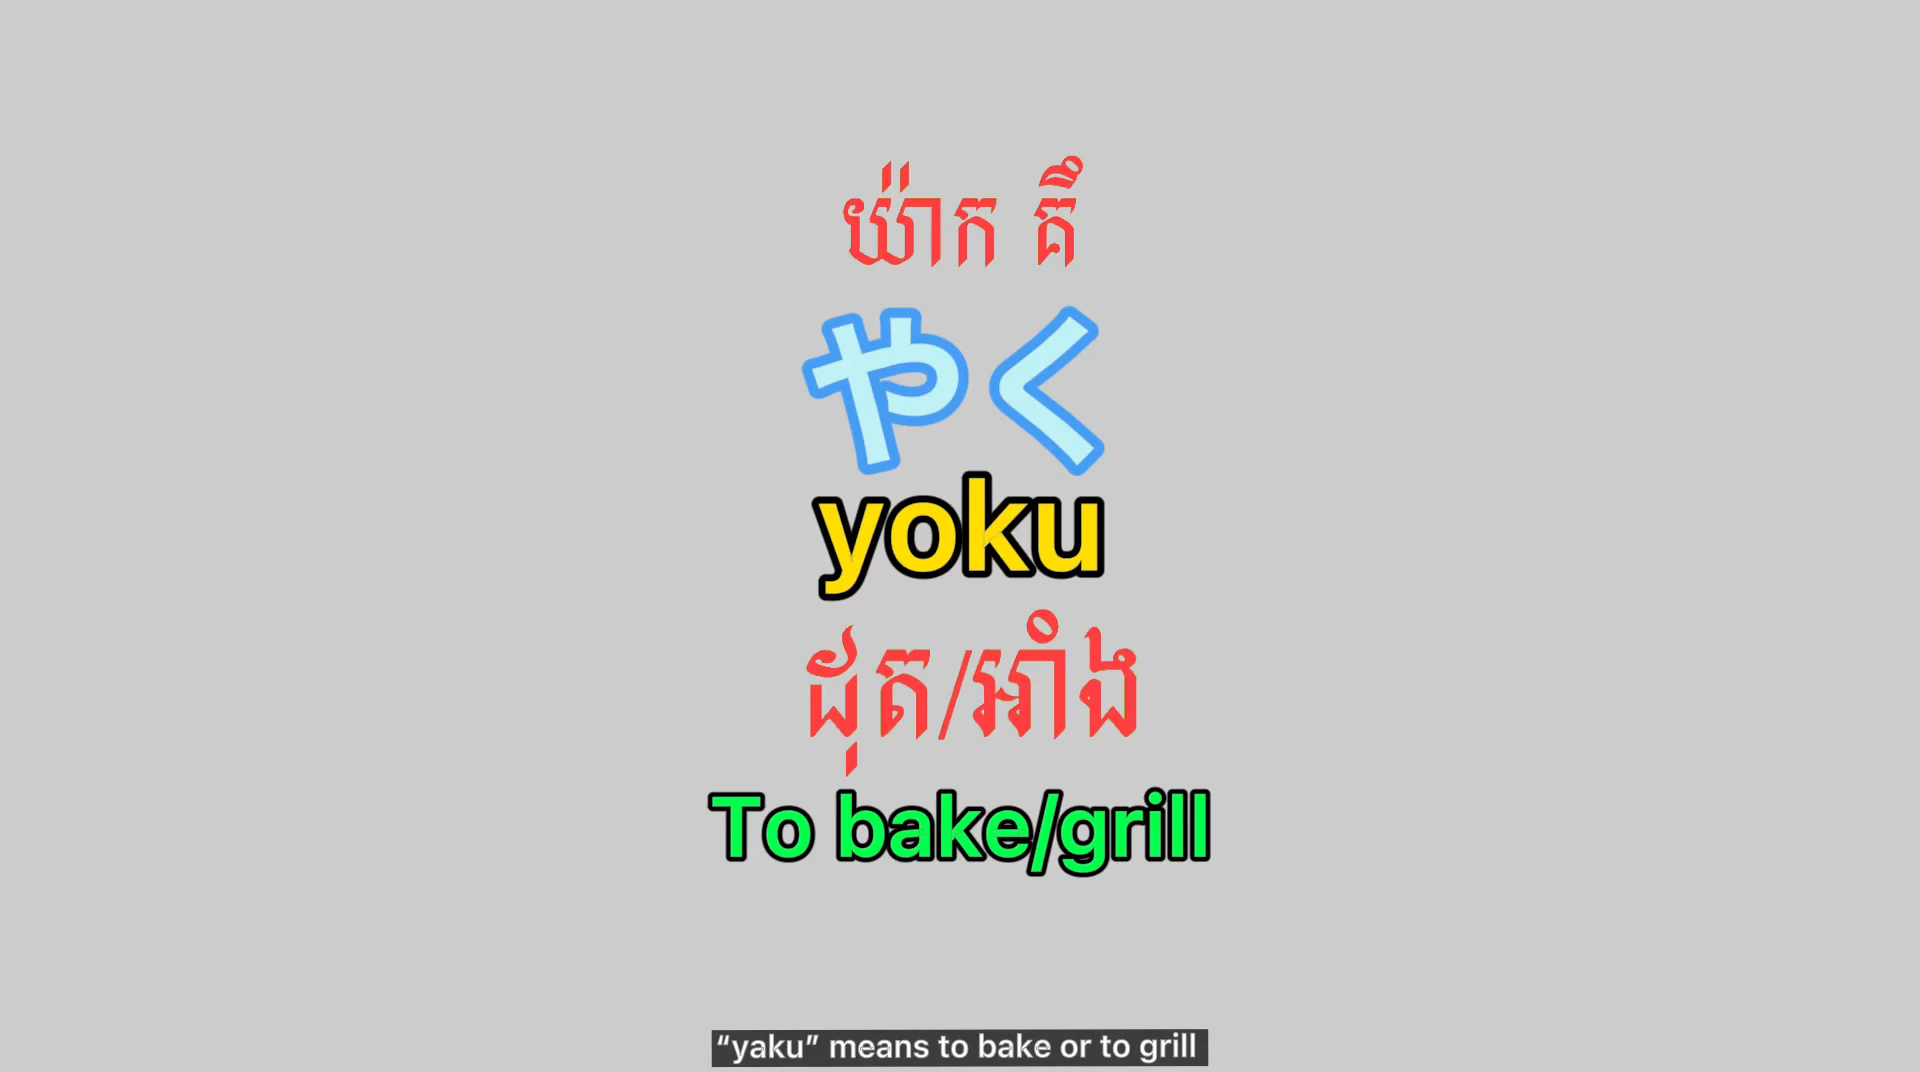 យ៉ាក គឹ
やく
yoku
ដុត/អាំង
To bake/grill
“yaku” means to bake or to grill